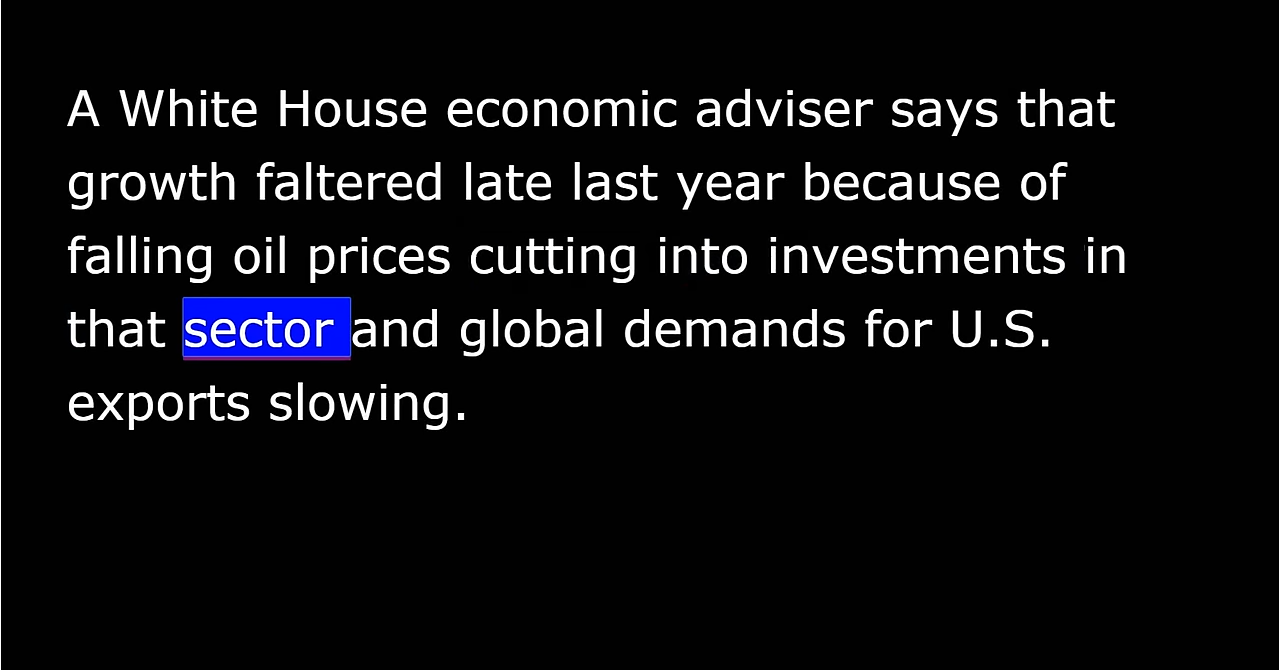 A White House economic adviser says that
growth faltered late last year because of
falling oil prices cutting into investments in
that sector and global demands for U.S.
exports slowing.